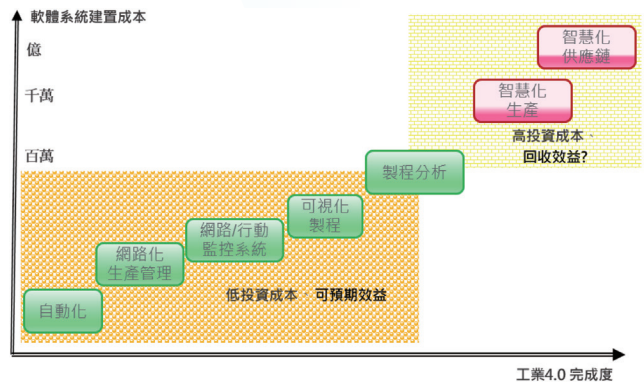 軟體系統建置成本
億
智慧化
供應鏈
千萬
智慧化
生產
高投資成本、
回收效益?
百萬
製程分析
可視化
製程
網路/行動
監控系統
網路化
生產管理
低投資成本、可預期效益
自動化
工業4.0 完成度